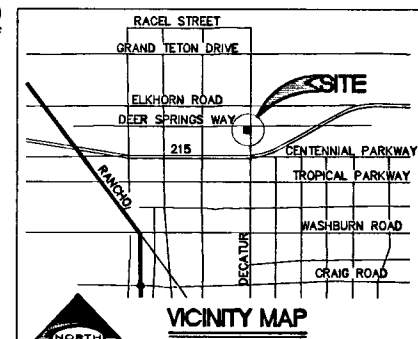 RACEL STREET
GRAND TETON DRIVE
SITE
ELKHORN ROAD
DEER SPRINGS WAY
215
CENTENNIAL PARKWAY
TROPICAL PARKWAY
RANCHO
WASHBURN ROAD
DECATUR
CRAIG ROAD
VICINITY MAP
NORTH